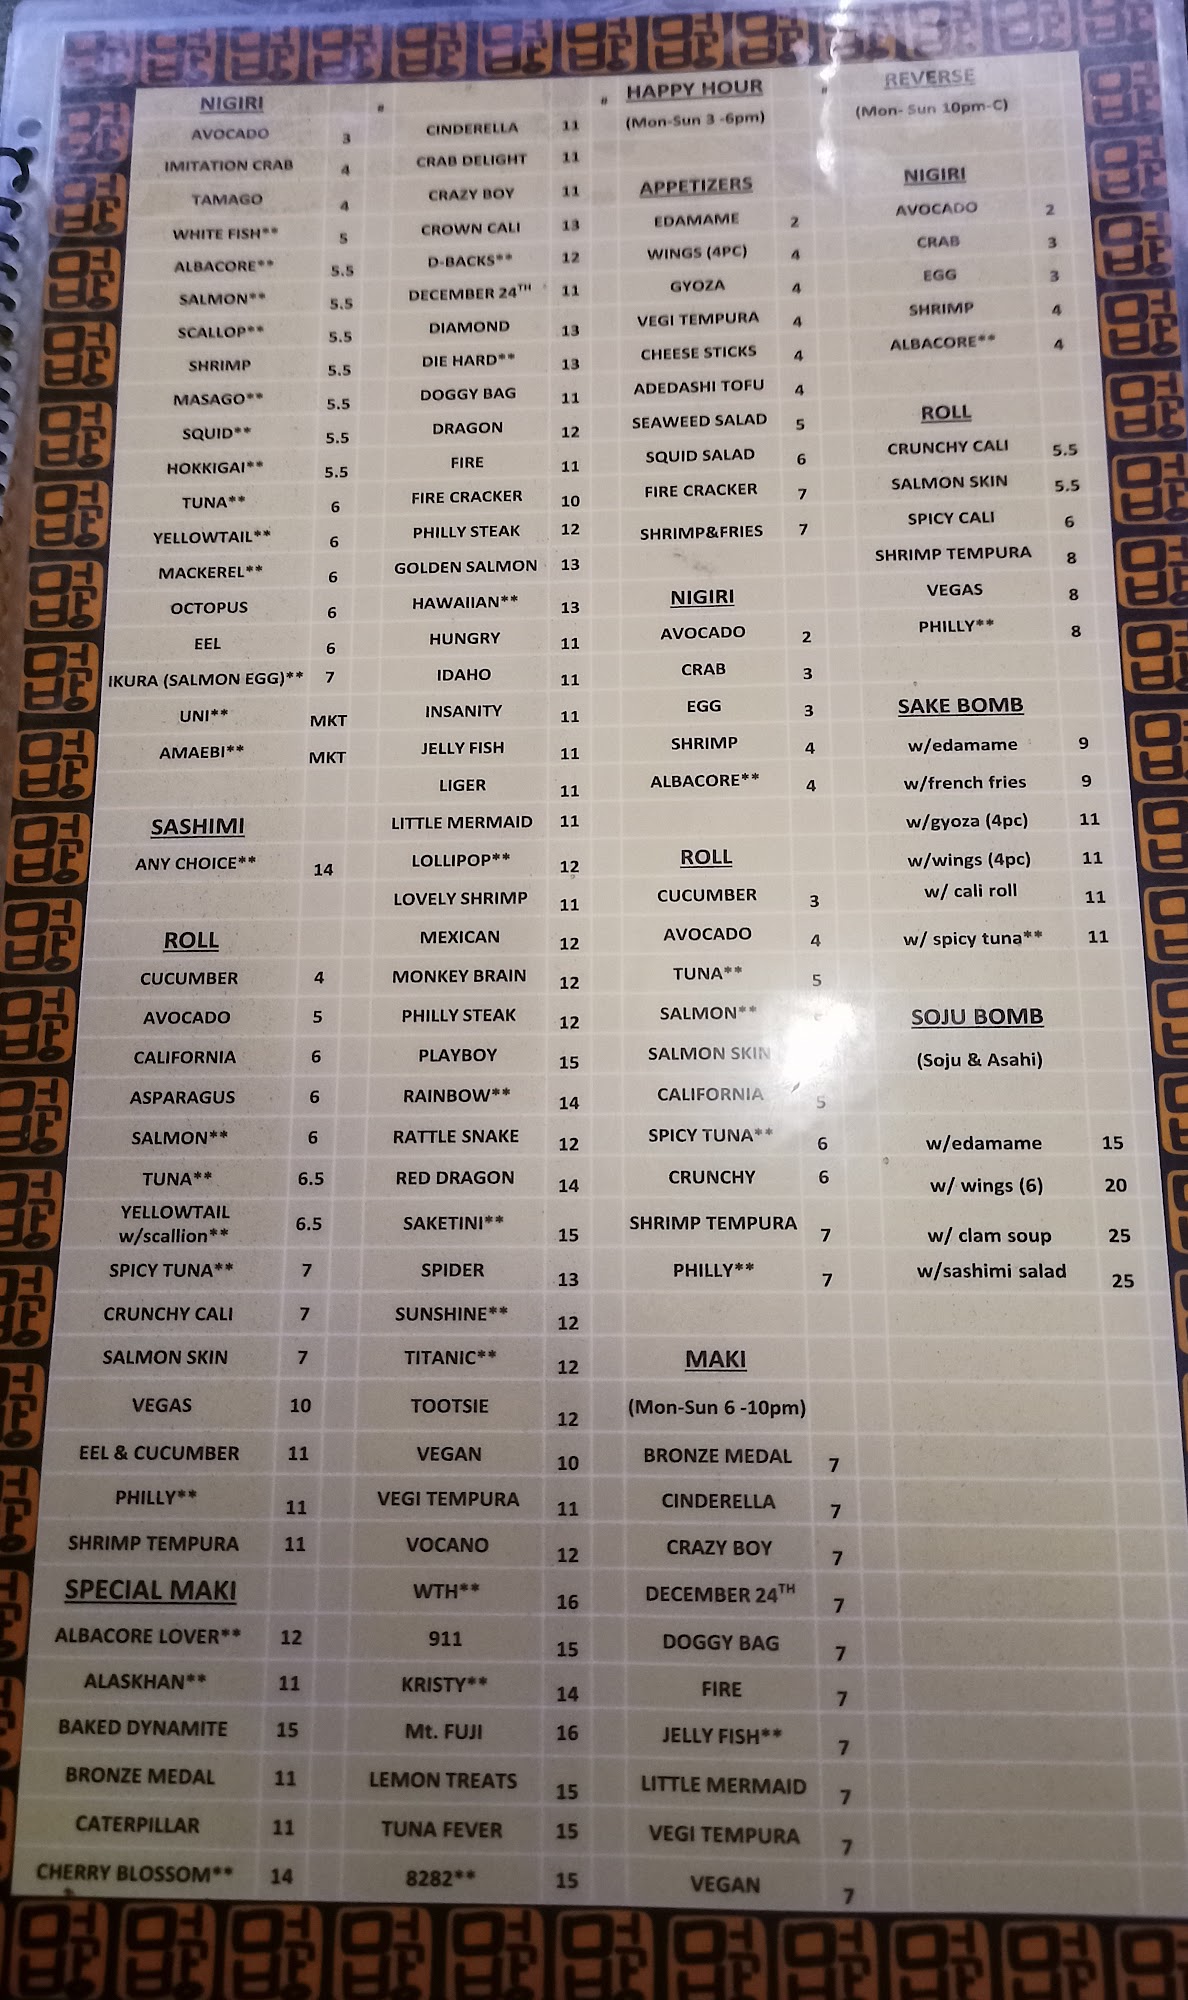 NIGIRI
AVOCADO 3
IMITATION CRAB 4
TAMAGO 4
WHITE FISH** 5
ALBACORE** 5.5
SALMON** 5.5
SCALLOP** 5.5
SHRIMP 5.5
MASAGO** 5.5
SQUID** 5.5
HOKKIGAI** 5.5
TUNA** 6
YELLOWTAIL** 6
MACKEREL** 6
OCTOPUS 6
EEL 6
IKURA (SALMON EGG)** 7
UNI** MKT
AMAEBI** MKT
SASHIMI
ANY CHOICE** 14
ROLL
CUCUMBER 4
AVOCADO 5
CALIFORNIA 6
ASPARAGUS 6
SALMON** 6
TUNA** 6.5
YELLOWTAIL
w/scallion** 6.5
SPICY TUNA** 7
CRUNCHY CALI 7
SALMON SKIN 7
VEGAS 10
EEL & CUCUMBER 11
PHILLY** 11
SHRIMP TEMPURA 11
SPECIAL MAKI
ALBACORE LOVER** 12
ALASKHAN** 11
BAKED DYNAMITE 15
BRONZE MEDAL 11
CATERPILLAR 11
CHERRY BLOSSOM** 14
#
CINDERELLA 11
CRAB DELIGHT 11
CRAZY BOY 11
CROWN CALI 13
D-BACKS** 12
DECEMBER 24TH 11
DIAMOND 13
DIE HARD** 13
DOGGY BAG 11
DRAGON 12
FIRE 11
FIRE CRACKER 10
PHILLY STEAK 12
GOLDEN SALMON 13
HAWAIIAN** 13
HUNGRY 11
IDAHO 11
INSANITY 11
JELLY FISH 11
LIGER 11
LITTLE MERMAID 11
LOLLIPOP** 12
LOVELY SHRIMP 11
MEXICAN 12
MONKEY BRAIN 12
PHILLY STEAK 12
PLAYBOY 15
RAINBOW** 14
RATTLE SNAKE 12
RED DRAGON 14
SAKETINI** 15
SPIDER 13
SUNSHINE** 12
TITANIC** 12
TOOTSIE 12
VEGAN 10
VEGI TEMPURA 11
VOCANO 12
WTH** 16
911 15
KRISTY** 14
Mt. FUJI 16
LEMON TREATS 15
TUNA FEVER 15
8282** 15
# HAPPY HOUR #
(Mon-Sun 3 -6pm)
APPETIZERS
EDAMAME 2
WINGS (4PC) 4
GYOZA 4
VEGI TEMPURA 4
CHEESE STICKS 4
ADEDASHI TOFU 4
SEAWEED SALAD 5
SQUID SALAD 6
FIRE CRACKER 7
SHRIMP&FRIES 7
NIGIRI
AVOCADO 2
CRAB 3
EGG 3
SHRIMP 4
ALBACORE** 4
ROLL
CUCUMBER 3
AVOCADO 4
TUNA** 5
SALMON**
SALMON SKIN
CALIFORNIA 5
SPICY TUNA** 6
CRUNCHY 6
SHRIMP TEMPURA 7
PHILLY** 7
MAKI
(Mon-Sun 6 -10pm)
BRONZE MEDAL 7
CINDERELLA 7
CRAZY BOY 7
DECEMBER 24TH 7
DOGGY BAG 7
FIRE 7
JELLY FISH** 7
LITTLE MERMAID 7
VEGI TEMPURA 7
VEGAN 7
REVERSE
(Mon- Sun 10pm-C)
NIGIRI
AVOCADO 2
CRAB 3
EGG 3
SHRIMP 4
ALBACORE** 4
ROLL
CRUNCHY CALI 5.5
SALMON SKIN 5.5
SPICY CALI 6
SHRIMP TEMPURA 8
VEGAS 8
PHILLY** 8
SAKE BOMB
w/edamame 9
w/french fries 9
w/gyoza (4pc) 11
w/wings (4pc) 11
w/ cali roll 11
w/ spicy tuna** 11
SOJU BOMB
(Soju & Asahi)
w/edamame 15
w/ wings (6) 20
w/ clam soup 25
w/sashimi salad 25